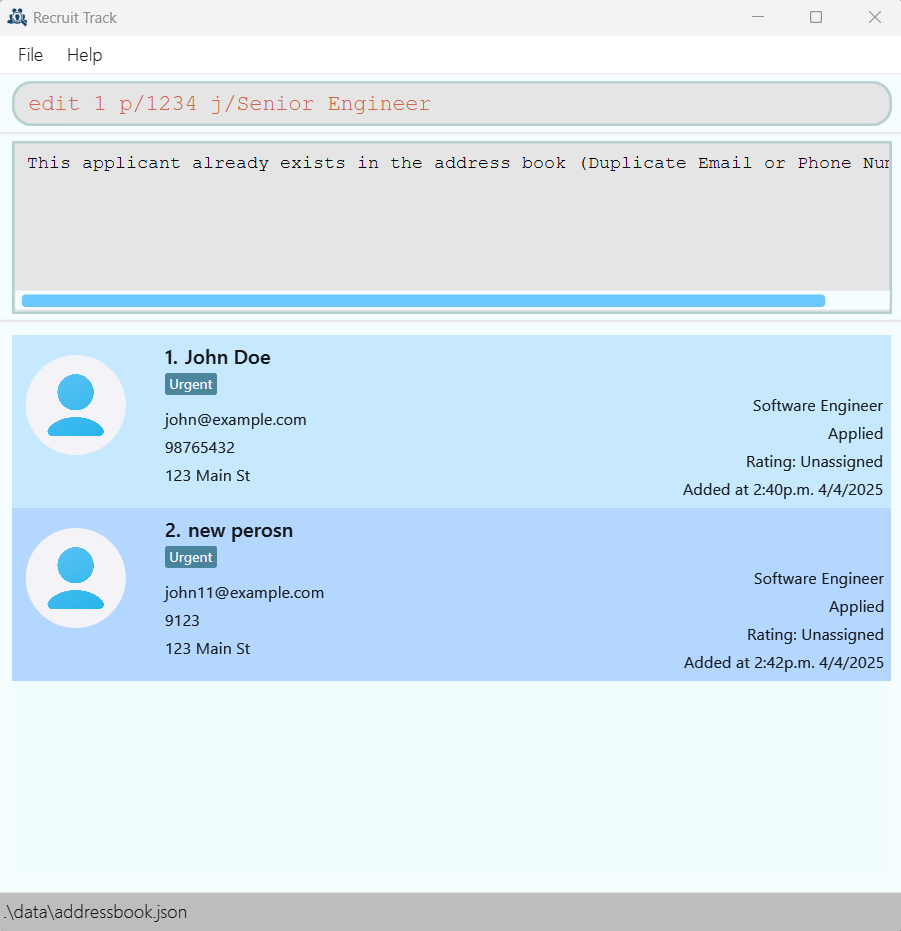 Recruit Track
File Help
edit 1 p/1234 j/Senior Engineer
This applicant already exists in the address book (Duplicate Email or Phone Nun
1. John Doe
Urgent
john@example.com
98765432
123 Main St
Software Engineer
Applied
Rating: Unassigned
Added at 2:40p.m. 4/4/2025
2. new perosn
Urgent
john11@example.com
9123
123 Main St
Software Engineer
Applied
Rating: Unassigned
Added at 2:42p.m. 4/4/2025
.\data\addressbook.json